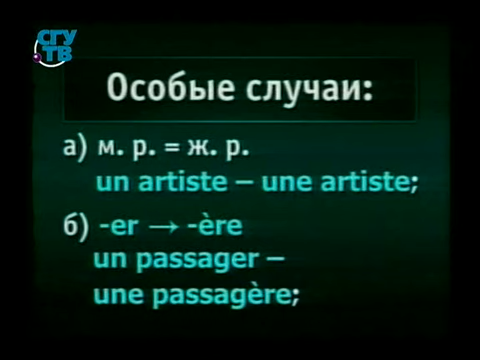 СГУ
ТВ
Особые случаи:
а) м. р. = ж. р.
un artiste – une artiste;
б) -er → -ère
un passager –
une passagère;